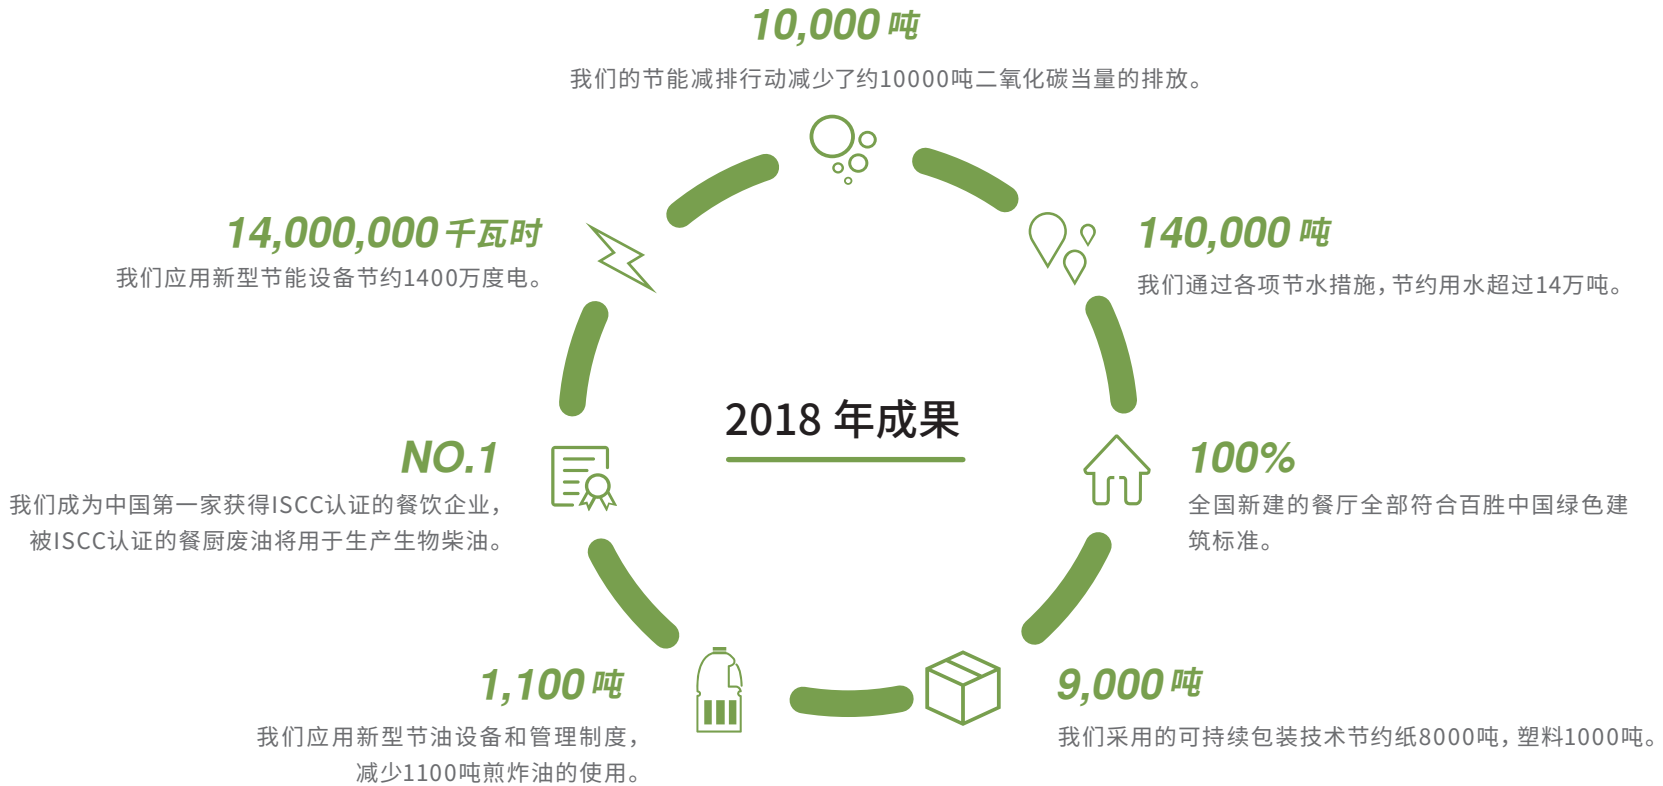 10,000 吨
我们的节能减排行动减少了约10000吨二氧化碳当量的排放。
14,000,000 千瓦时
我们应用新型节能设备节约1400万度电。
140,000 吨
我们通过各项节水措施，节约用水超过14万吨。
2018 年成果
NO.1
我们成为中国第一家获得ISCC认证的餐饮企业，
被ISCC认证的餐厨废油将用于生产生物柴油。
100%
全国新建的餐厅全部符合百胜中国绿色建
筑标准。
1,100 吨
我们应用新型节油设备和管理制度，
减少1100吨煎炸油的使用。
9,000 吨
我们采用的可持续包装技术节约纸8000吨，塑料1000吨。